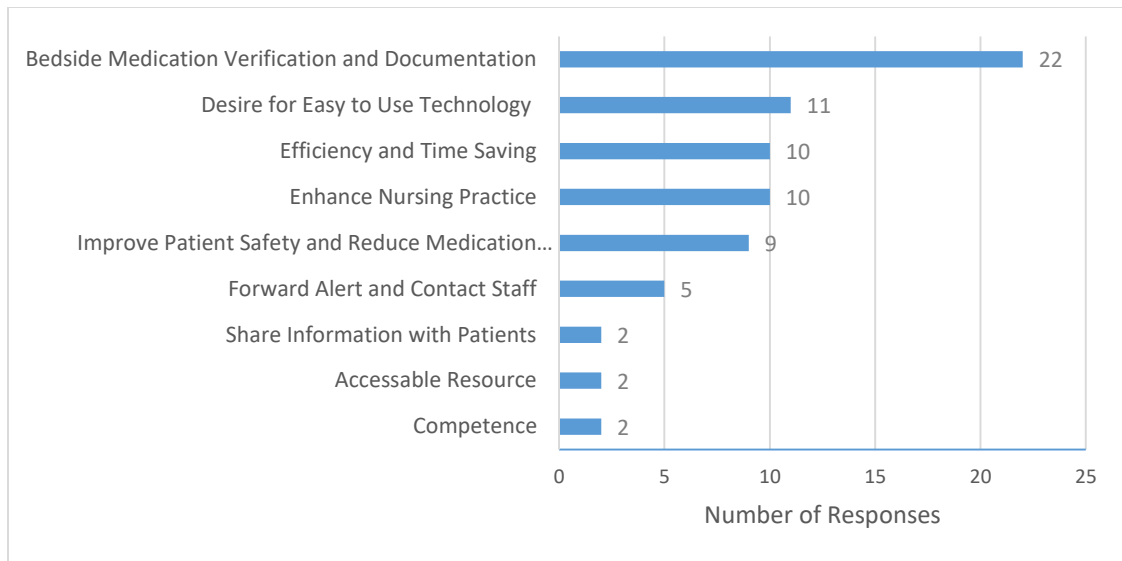 Bedside Medication Verification and Documentation 22
Desire for Easy to Use Technology 11
Efficiency and Time Saving 10
Enhance Nursing Practice 10
Improve Patient Safety and Reduce Medication... 9
Forward Alert and Contact Staff 5
Share Information with Patients 2
Accessable Resource 2
Competence 2
0 5 10 15 20 25
Number of Responses